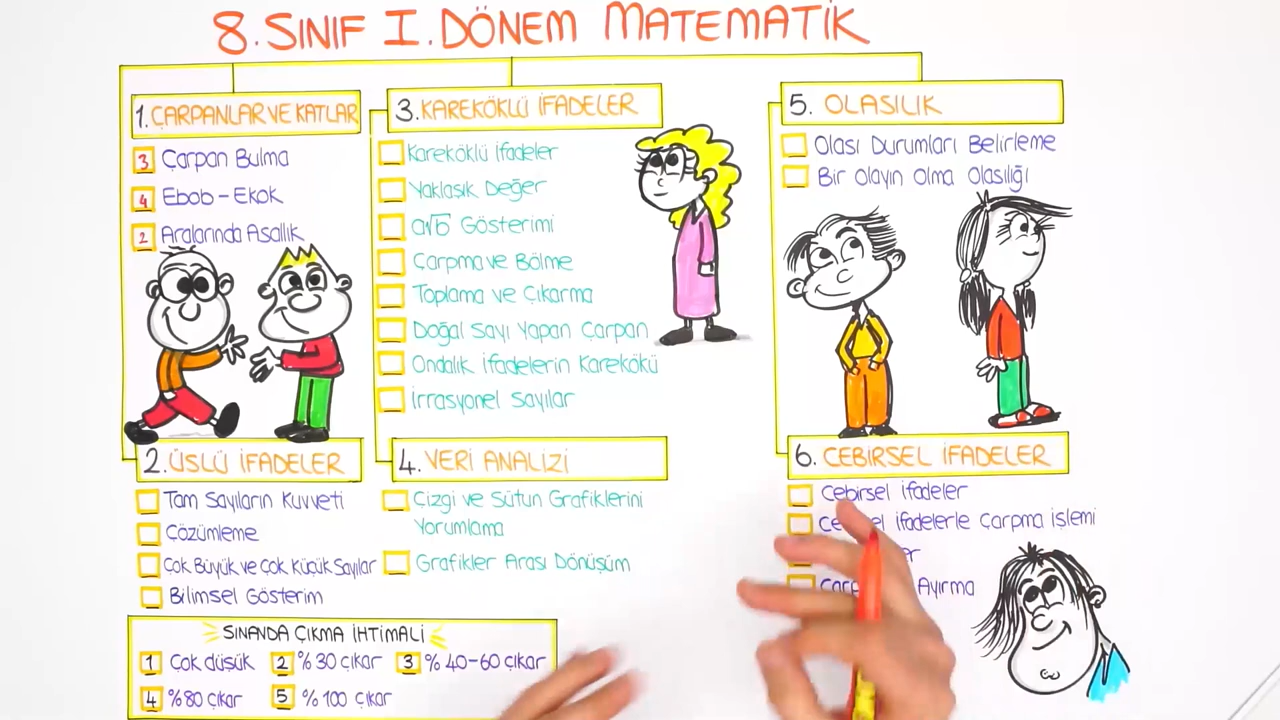 8. SINIF I. DÖNEM MATEMATİK
1. ÇARPANLAR VE KATLAR
3 Çarpan Bulma
4 Ebob - Ekok
2 Aralarında Asallık
2. ÜSLÜ İFADELER
Tam Sayıların Kuvveti
Çözümleme
Çok Büyük ve Çok Küçük Sayılar
Bilimsel Gösterim
3. KAREKÖKLÜ İFADELER
Kareköklü İfadeler
Yaklaşık Değer
a√b Gösterimi
Çarpma ve Bölme
Toplama ve Çıkarma
Doğal Sayı Yapan Çarpan
Ondalık İfadelerin Karekökü
İrrasyonel Sayılar
4. VERİ ANALİZİ
Çizgi ve Sütun Grafiklerini
Yorumlama
Grafikler Arası Dönüşüm
5. OLASILIK
Olası Durumları Belirleme
Bir Olayın Olma Olasılığı
6. CEBİRSEL İFADELER
Cebirsel İfadeler
İfadelerle Çarpma İşlemi
Ayırma
SINAVDA ÇIKMA İHTİMALİ
1 Çok düşük 2 % 30 çıkar 3 % 40-60 çıkar
4 %80 çıkar 5 %100 çıkar